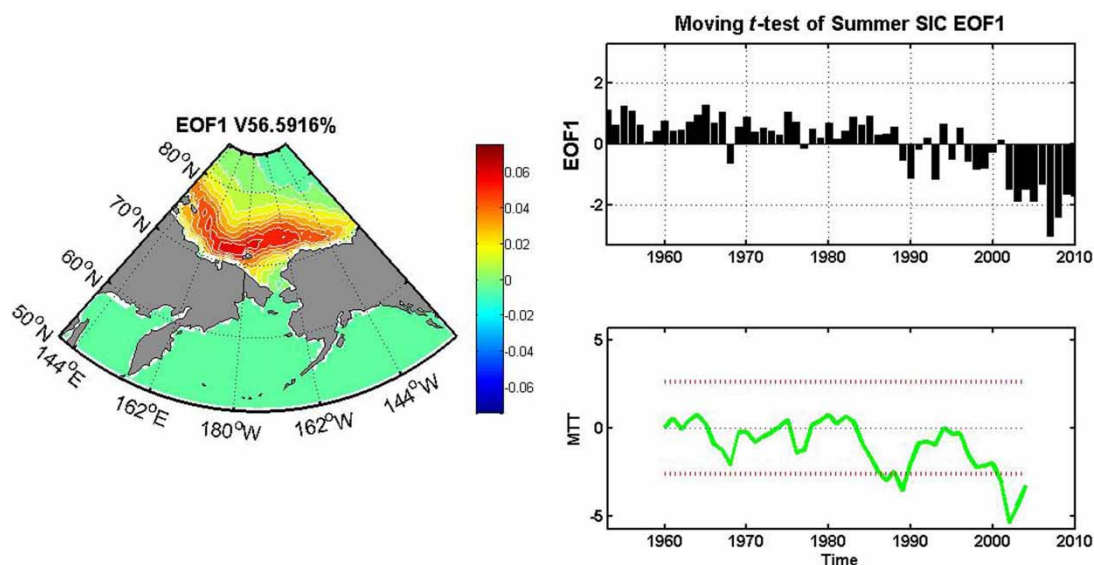 EOF1 V56.5916%
80°N
70°N
60°N
50°N
144°E
162°E
180°W
162°W
144°W
0.06
0.04
0.02
0
-0.02
-0.04
-0.06
Moving t-test of Summer SIC EOF1
EOF1
2
0
-2
1960 1970 1980 1990 2000 2010
MTT
5
0
-5
1960 1970 1980 1990 2000 2010
Time